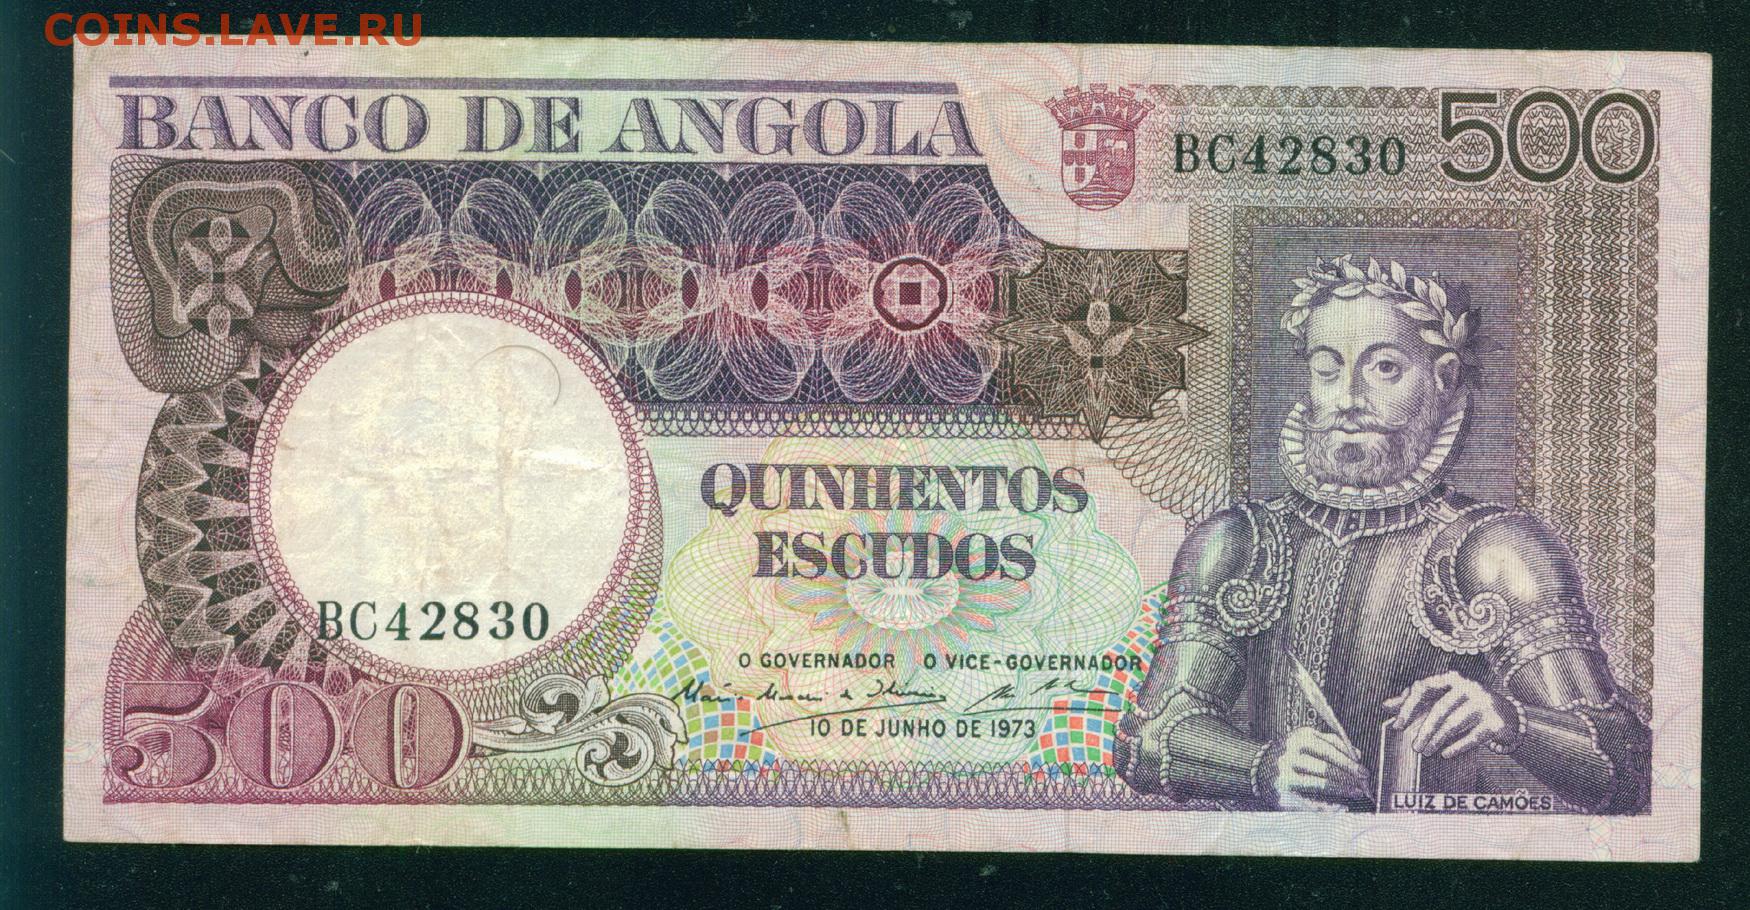 COINS.LAVE.RU
BANCO DE ANGOLA
BC42830
500
QUINHENTOS
ESCUDOS
BC42830
O GOVERNADOR O VICE-GOVERNADOR
10 DE JUNHO DE 1973
500
LUIZ DE CAMÕES